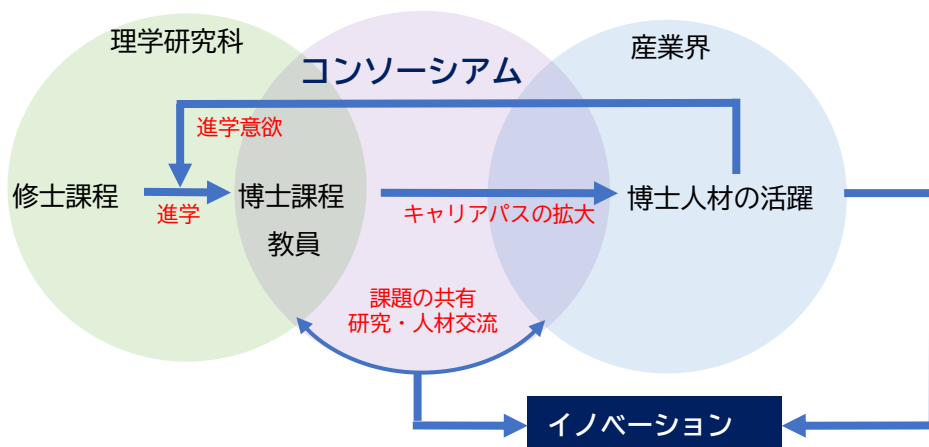 理学研究科
産業界
コンソーシアム
進学意欲
修士課程
進学
博士課程
教員
キャリアパスの拡大
博士人材の活躍
課題の共有
研究・人材交流
イノベーション